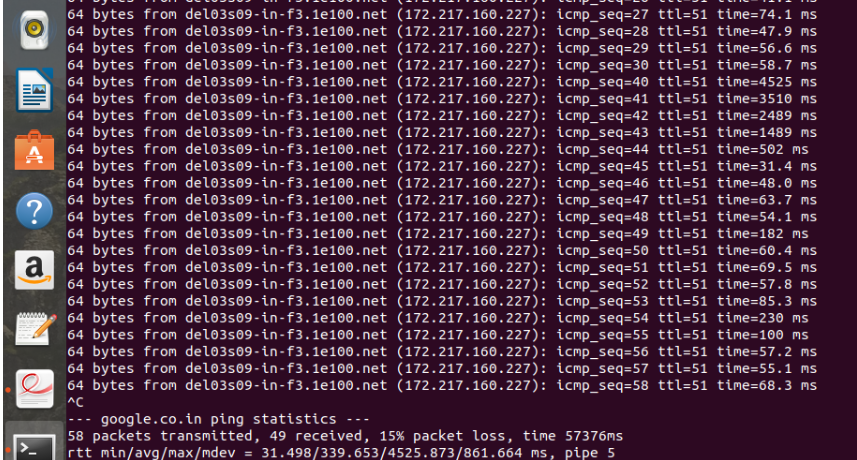 64 bytes from del03s09-in-f3.1e100.net (172.217.160.227): icmp_seq=27 ttl=51 time=74.1 ms
64 bytes from del03s09-in-f3.1e100.net (172.217.160.227): icmp_seq=28 ttl=51 time=47.9 ms
64 bytes from del03s09-in-f3.1e100.net (172.217.160.227): icmp_seq=29 ttl=51 time=56.6 ms
64 bytes from del03s09-in-f3.1e100.net (172.217.160.227): icmp_seq=30 ttl=51 time=58.7 ms
64 bytes from del03s09-in-f3.1e100.net (172.217.160.227): icmp_seq=40 ttl=51 time=4525 ms
64 bytes from del03s09-in-f3.1e100.net (172.217.160.227): icmp_seq=41 ttl=51 time=3510 ms
64 bytes from del03s09-in-f3.1e100.net (172.217.160.227): icmp_seq=42 ttl=51 time=2489 ms
64 bytes from del03s09-in-f3.1e100.net (172.217.160.227): icmp_seq=43 ttl=51 time=1489 ms
64 bytes from del03s09-in-f3.1e100.net (172.217.160.227): icmp_seq=44 ttl=51 time=502 ms
64 bytes from del03s09-in-f3.1e100.net (172.217.160.227): icmp_seq=45 ttl=51 time=31.4 ms
64 bytes from del03s09-in-f3.1e100.net (172.217.160.227): icmp_seq=46 ttl=51 time=48.0 ms
64 bytes from del03s09-in-f3.1e100.net (172.217.160.227): icmp_seq=47 ttl=51 time=63.7 ms
64 bytes from del03s09-in-f3.1e100.net (172.217.160.227): icmp_seq=48 ttl=51 time=54.1 ms
64 bytes from del03s09-in-f3.1e100.net (172.217.160.227): icmp_seq=49 ttl=51 time=182 ms
64 bytes from del03s09-in-f3.1e100.net (172.217.160.227): icmp_seq=50 ttl=51 time=60.4 ms
64 bytes from del03s09-in-f3.1e100.net (172.217.160.227): icmp_seq=51 ttl=51 time=69.5 ms
64 bytes from del03s09-in-f3.1e100.net (172.217.160.227): icmp_seq=52 ttl=51 time=57.8 ms
64 bytes from del03s09-in-f3.1e100.net (172.217.160.227): icmp_seq=53 ttl=51 time=85.3 ms
64 bytes from del03s09-in-f3.1e100.net (172.217.160.227): icmp_seq=54 ttl=51 time=230 ms
64 bytes from del03s09-in-f3.1e100.net (172.217.160.227): icmp_seq=55 ttl=51 time=100 ms
64 bytes from del03s09-in-f3.1e100.net (172.217.160.227): icmp_seq=56 ttl=51 time=57.2 ms
64 bytes from del03s09-in-f3.1e100.net (172.217.160.227): icmp_seq=57 ttl=51 time=55.1 ms
64 bytes from del03s09-in-f3.1e100.net (172.217.160.227): icmp_seq=58 ttl=51 time=68.3 ms
^C
--- google.co.in ping statistics ---
58 packets transmitted, 49 received, 15% packet loss, time 57376ms
rtt min/avg/max/mdev = 31.498/339.653/4525.873/861.664 ms, pipe 5